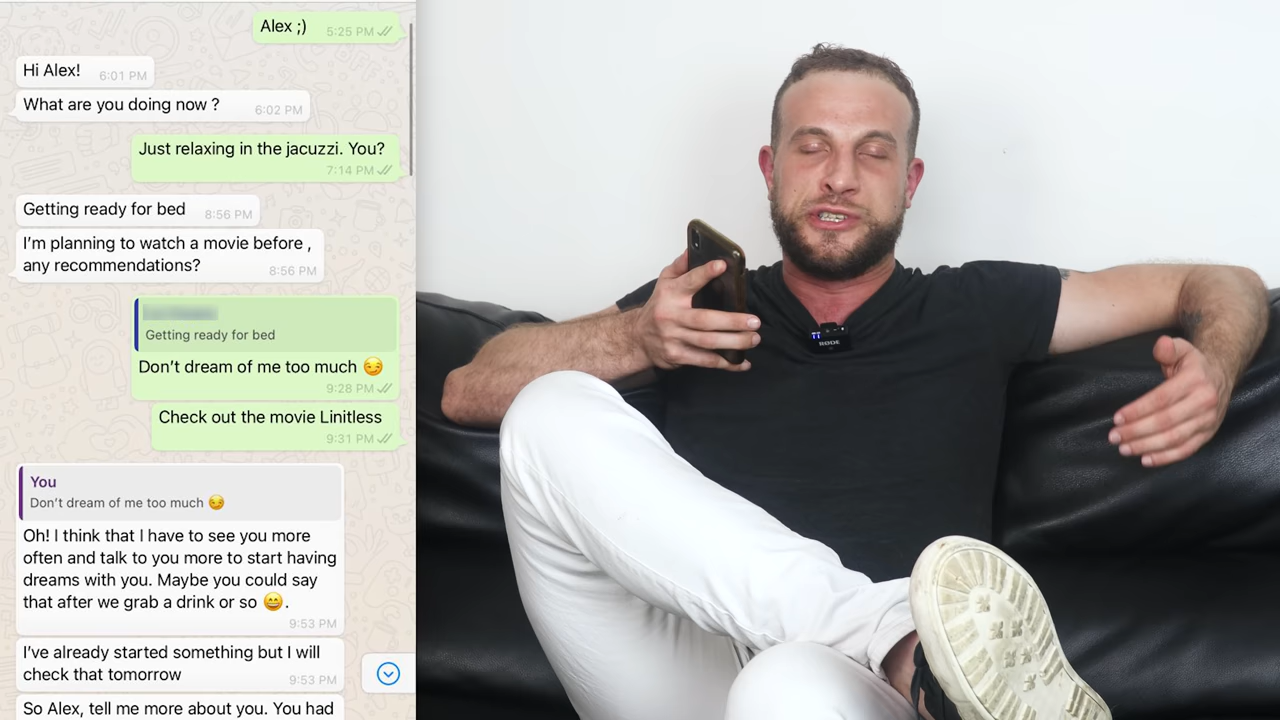 Alex ;)
5:25 PM
Hi Alex!
6:01 PM
What are you doing now ?
6:02 PM
Just relaxing in the jacuzzi. You?
7:14 PM
Getting ready for bed
8:56 PM
I'm planning to watch a movie before ,
any recommendations?
8:56 PM
Getting ready for bed
Don't dream of me too much 😏
9:28 PM
Check out the movie Linitless
9:31 PM
You
Don't dream of me too much 😏
Oh! I think that I have to see you more
often and talk to you more to start having
dreams with you. Maybe you could say
that after we grab a drink or so 😄.
9:53 PM
I've already started something but I will
check that tomorrow
9:53 PM
So Alex, tell me more about you. You had
RODE